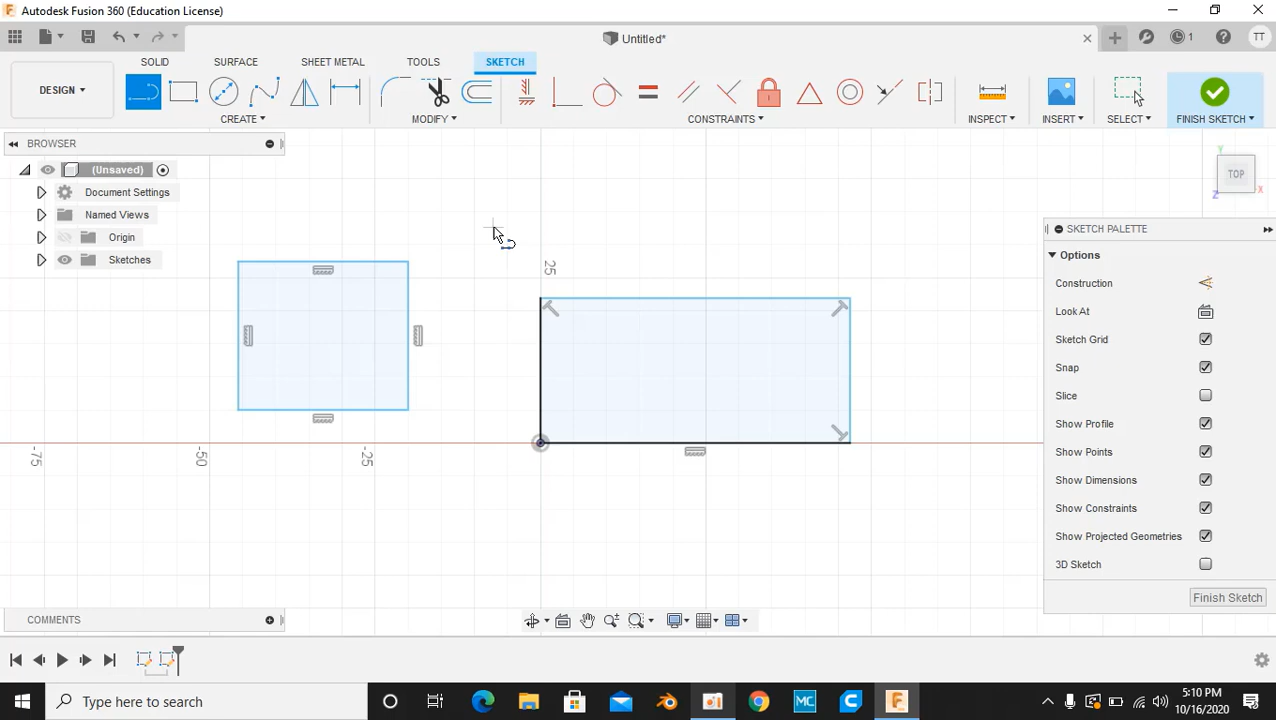 Autodesk Fusion 360 (Education License)
Untitled*
1
TT
DESIGN
SOLID
SURFACE
SHEET METAL
TOOLS
SKETCH
CREATE
MODIFY
CONSTRAINTS
INSPECT
INSERT
SELECT
FINISH SKETCH
BROWSER
(Unsaved)
Document Settings
Named Views
Origin
Sketches
Y
TOP
X
Z
SKETCH PALETTE
Options
Construction
Look At
Sketch Grid
Snap
Slice
Show Profile
Show Points
Show Dimensions
Show Constraints
Show Projected Geometries
3D Sketch
Finish Sketch
25
-75
-50
-25
COMMENTS
Type here to search
MC
5:10 PM
10/16/2020